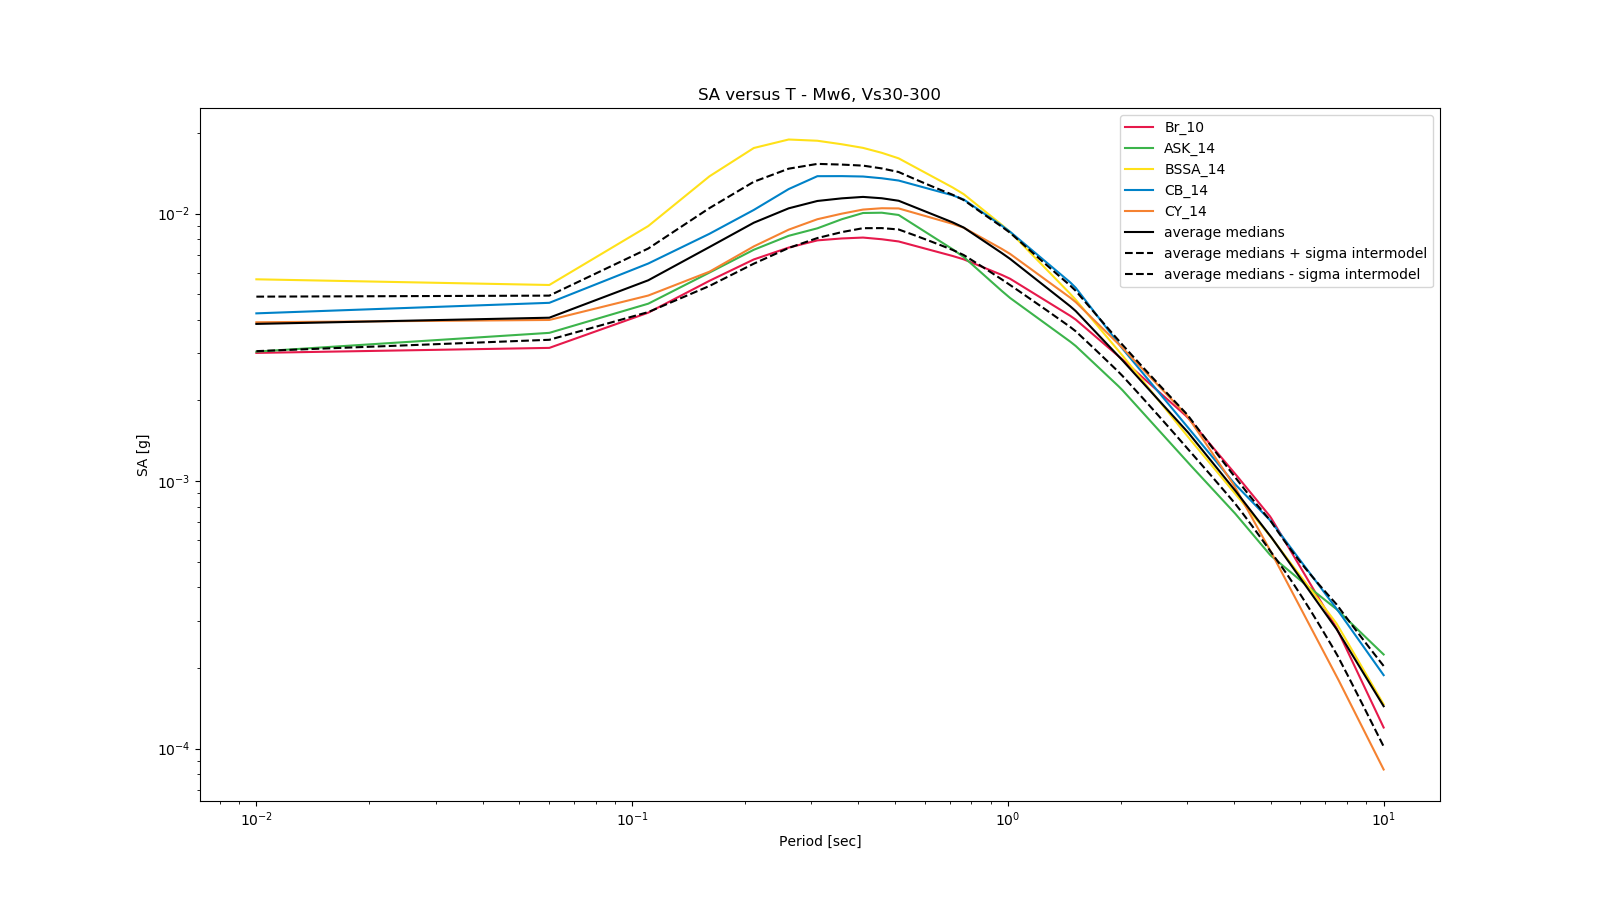 SA versus T - Mw6, Vs30-300
Br_10
ASK_14
BSSA_14
CB_14
CY_14
average medians
average medians + sigma intermodel
average medians - sigma intermodel
SA [g]
10⁻²
10⁻³
10⁻⁴
10⁻² 10⁻¹ 10⁰ 10¹
Period [sec]